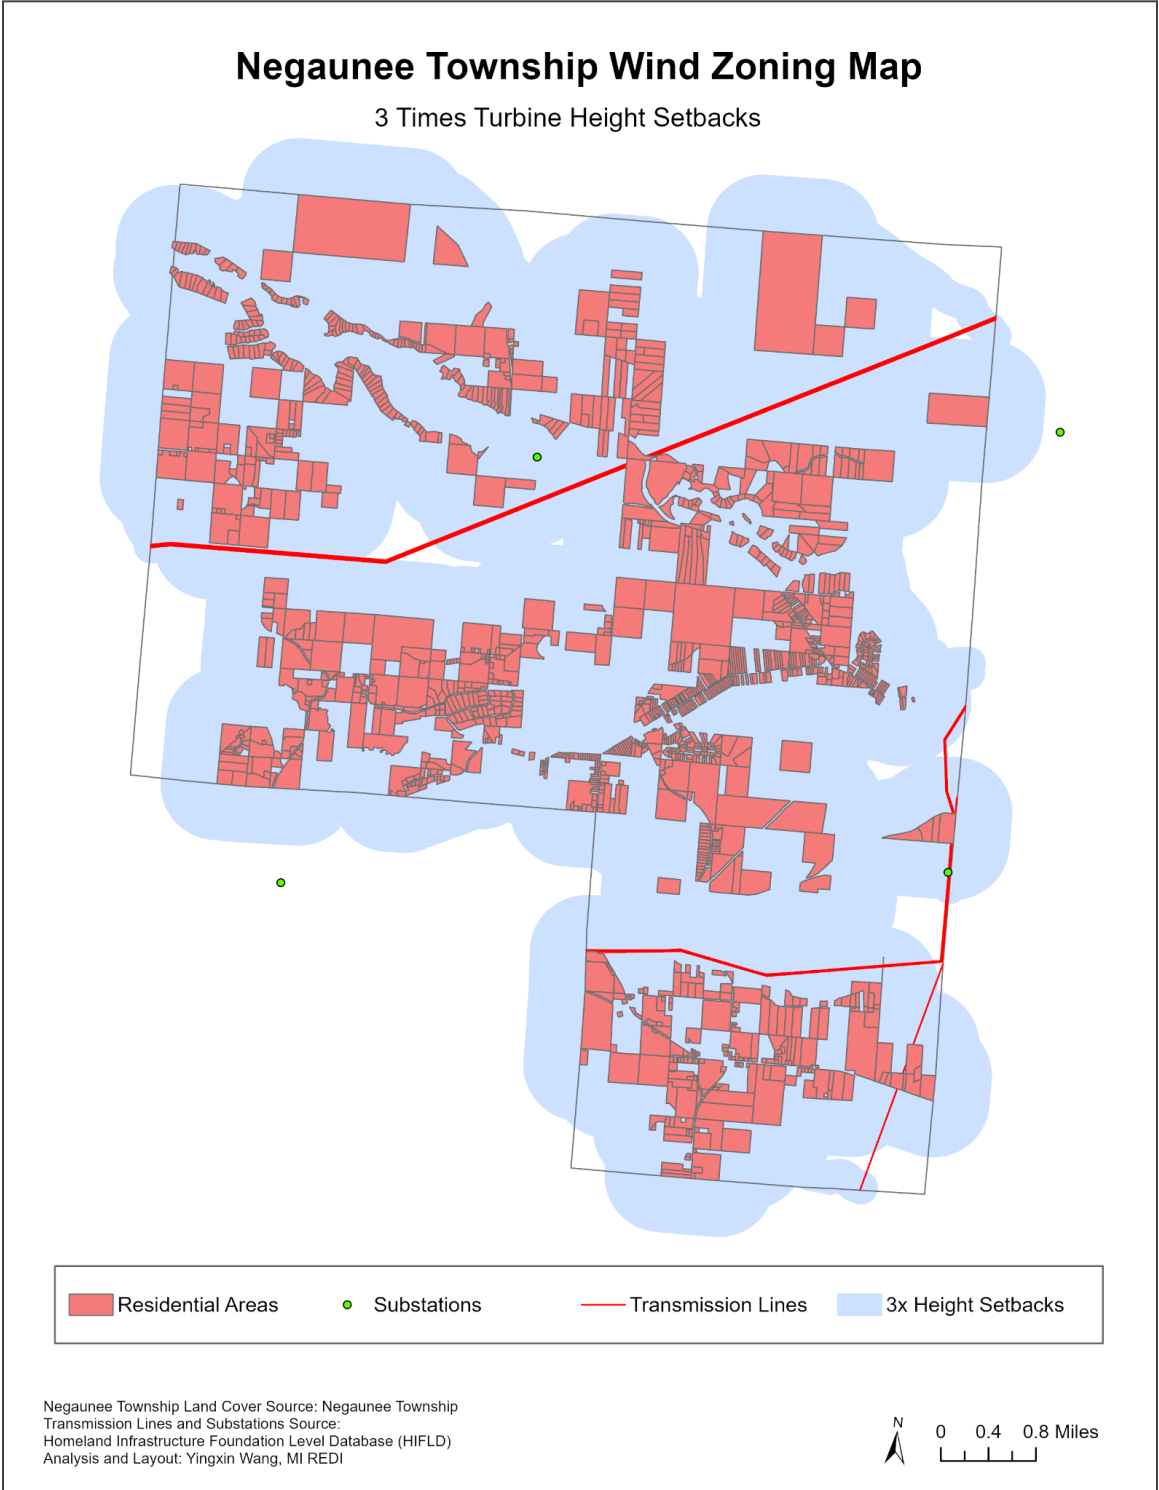 Negaunee Township Wind Zoning Map
3 Times Turbine Height Setbacks
Residential Areas
Substations
Transmission Lines
3x Height Setbacks
Negaunee Township Land Cover Source: Negaunee Township
Transmission Lines and Substations Source:
Homeland Infrastructure Foundation Level Database (HIFLD)
Analysis and Layout: Yingxin Wang, MI REDI
N
0 0.4 0.8 Miles